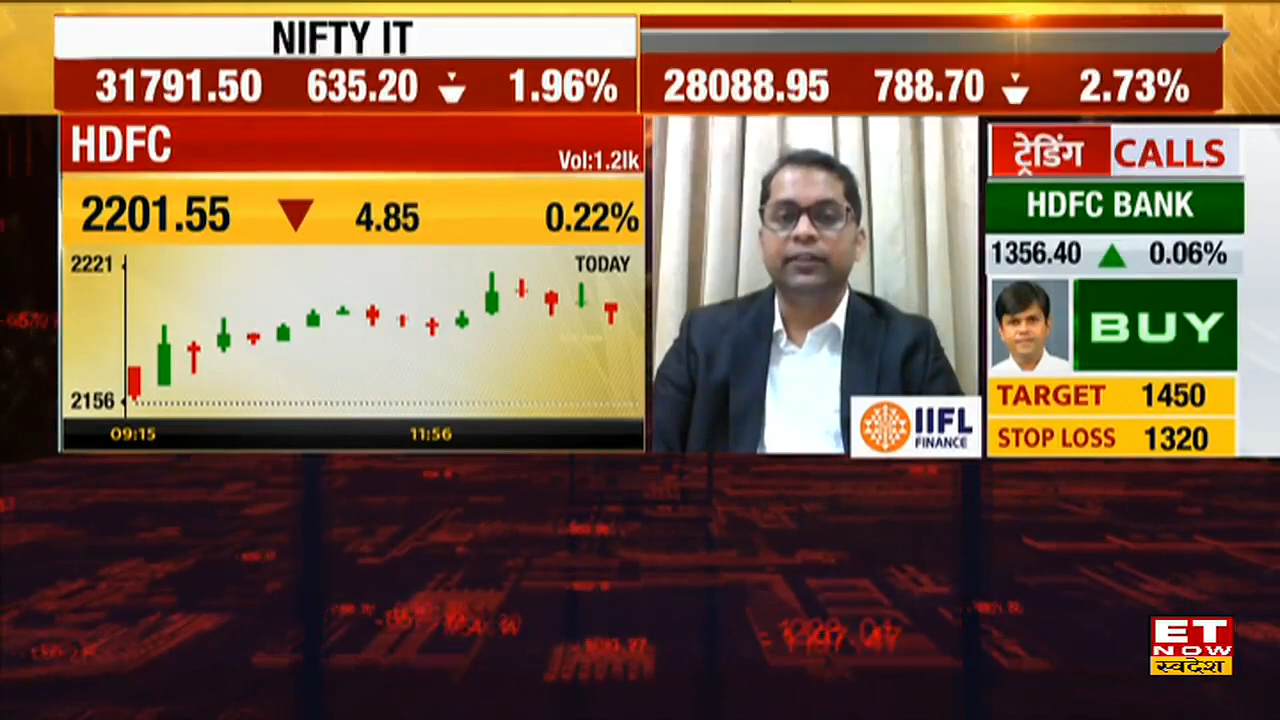 NIFTY IT
31791.50 635.20 1.96%
28088.95 788.70 2.73%
HDFC
Vol:1.2lk
2201.55 4.85 0.22%
2221
TODAY
2156
09:15 11:56
IIFL
FINANCE
ट्रेडिंग CALLS
HDFC BANK
1356.40 0.06%
BUY
TARGET 1450
STOP LOSS 1320
ET
NOW
स्वदेश